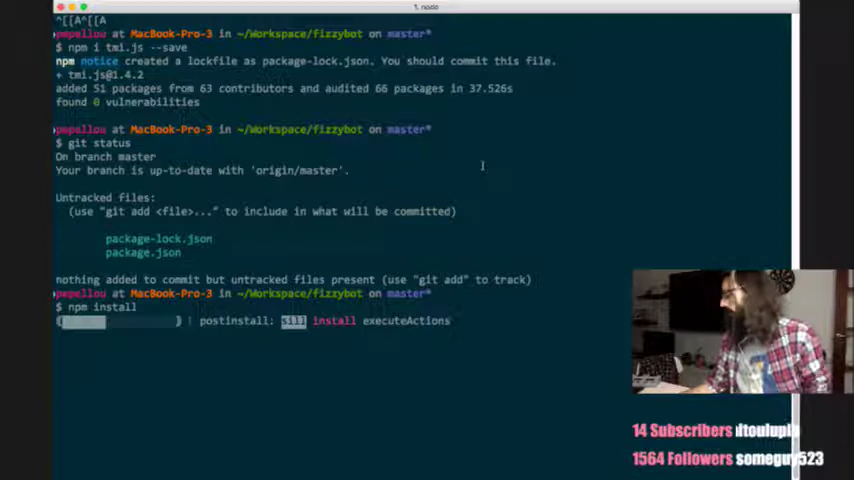 1. node
^[[A^[[A
pmpellou at MacBook-Pro-3 in ~/Workspace/fizzybot on master*
$ npm i tmi.js --save
npm notice created a lockfile as package-lock.json. You should commit this file.
+ tmi.js@1.4.2
added 51 packages from 63 contributors and audited 66 packages in 37.526s
found 0 vulnerabilities
at MacBook-Pro-3 in ~/Workspace/fizzybot on master*
$ git status
On branch master
Your branch is up-to-date with 'origin/master'.
Untracked files:
(use "git add <file>..." to include in what will be committed)
package-lock.json
package.json
nothing added to commit but untracked files present (use "git add" to track)
at MacBook-Pro-3 in ~/Workspace/fizzybot on master*
$ npm install
postinstall: sill install executeActions
14 Subscribers
1564 Followers someguy523